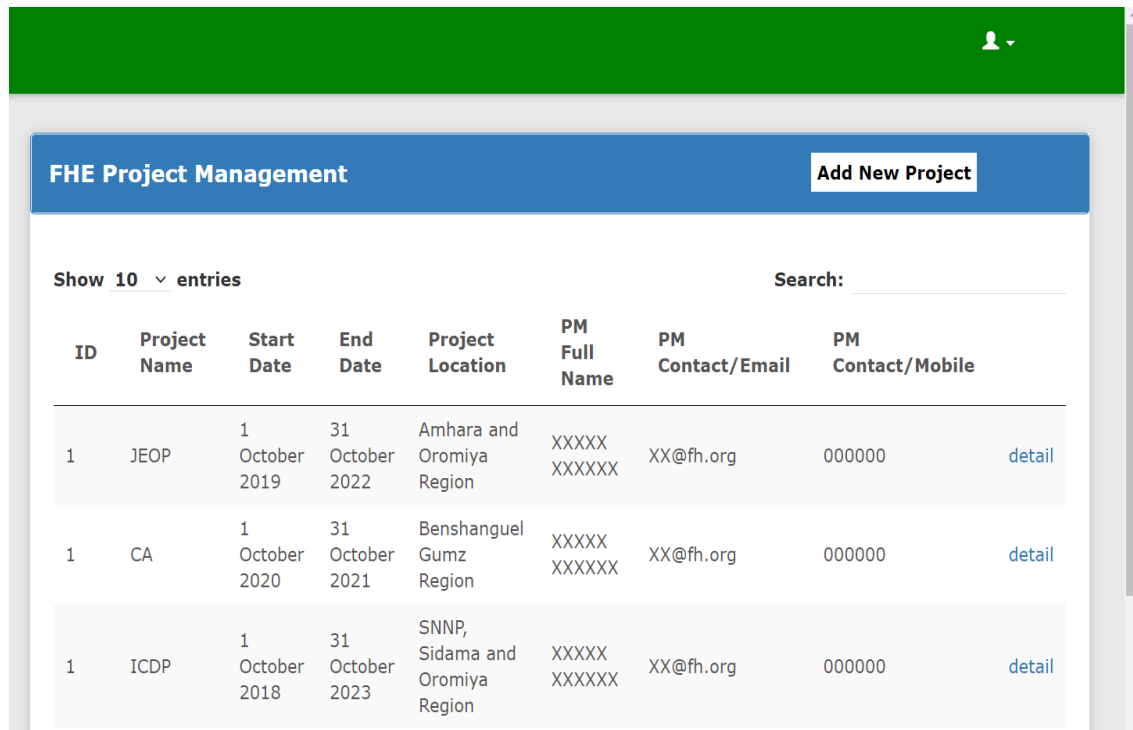 FHE Project Management
Add New Project
Show 10 entries
Search:
ID
Project
Name
Start
Date
End
Date
Project
Location
PM
Full
Name
PM
Contact/Email
PM
Contact/Mobile
1
JEOP
1
October
2019
31
October
2022
Amhara and
Oromiya
Region
XXXXX
XXXXXX
XX@fh.org
000000
detail
1
CA
1
October
2020
31
October
2021
Benshanguel
Gumz
Region
XXXXX
XXXXXX
XX@fh.org
000000
detail
1
ICDP
1
October
2018
31
October
2023
SNNP,
Sidama and
Oromiya
Region
XXXXX
XXXXXX
XX@fh.org
000000
detail